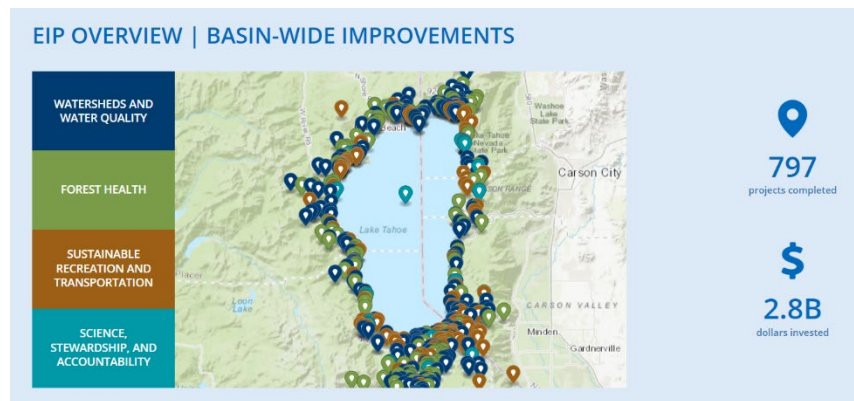 EIP OVERVIEW | BASIN-WIDE IMPROVEMENTS
WATERSHEDS AND
WATER QUALITY
FOREST HEALTH
SUSTAINABLE
RECREATION AND
TRANSPORTATION
SCIENCE,
STEWARDSHIP, AND
ACCOUNTABILITY
Washoe
Lake
State Park
Lake Tahoe
Nevada
State Park
Carson City
Lake Tahoe
Placer
Loon
Lake
CARSON VALLEY
Minden
Gardnerville
797
projects completed
$
2.8B
dollars invested